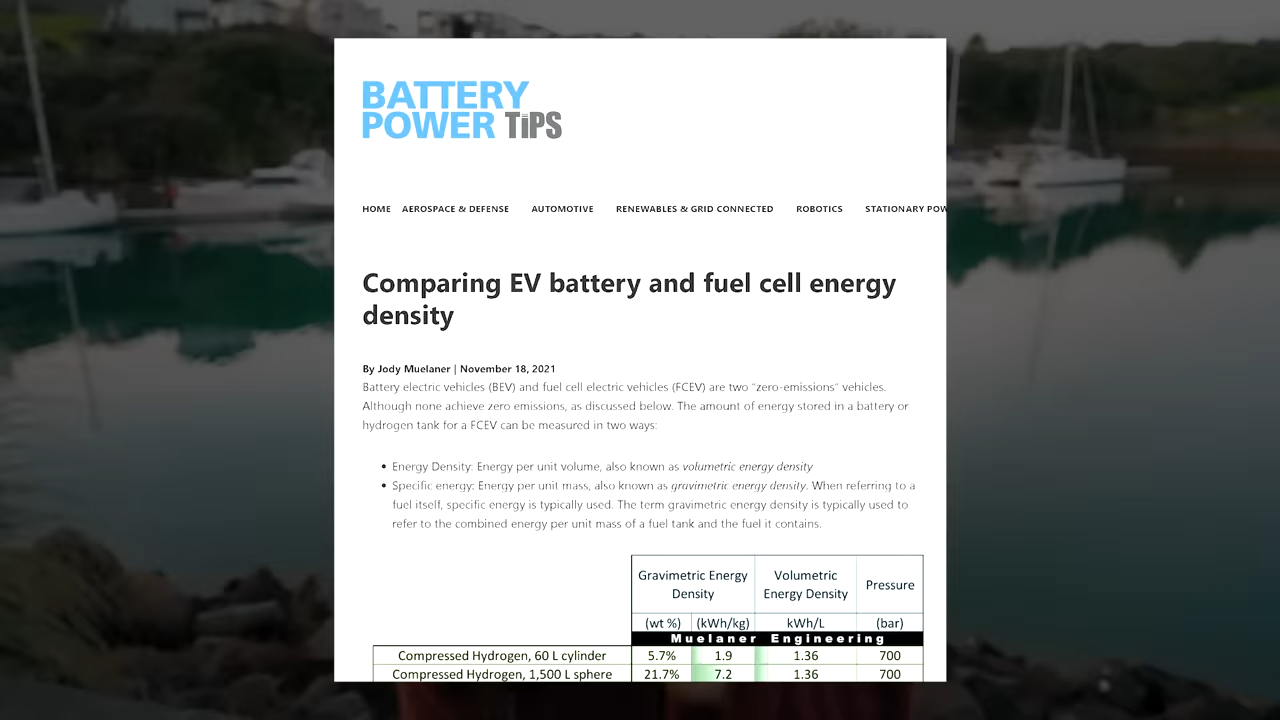 BATTERY
POWER TiPS
HOME AEROSPACE & DEFENSE AUTOMOTIVE RENEWABLES & GRID CONNECTED ROBOTICS STATIONARY POW
Comparing EV battery and fuel cell energy
density
By Jody Muelaner | November 18, 2021
Battery electric vehicles (BEV) and fuel cell electric vehicles (FCEV) are two "zero-emissions" vehicles.
Although none achieve zero emissions, as discussed below. The amount of energy stored in a battery or
hydrogen tank for a FCEV can be measured in two ways:
• Energy Density: Energy per unit volume, also known as volumetric energy density
• Specific energy: Energy per unit mass, also known as gravimetric energy density. When referring to a
fuel itself, specific energy is typically used. The term gravimetric energy density is typically used to
refer to the combined energy per unit mass of a fuel tank and the fuel it contains.
Gravimetric Energy Density Volumetric Energy Density Pressure
(wt %) (kWh/kg) kWh/L (bar)
Muelaner Engineering
Compressed Hydrogen, 60 L cylinder 5.7% 1.9 1.36 700
Compressed Hydrogen, 1,500 L sphere 21.7% 7.2 1.36 700